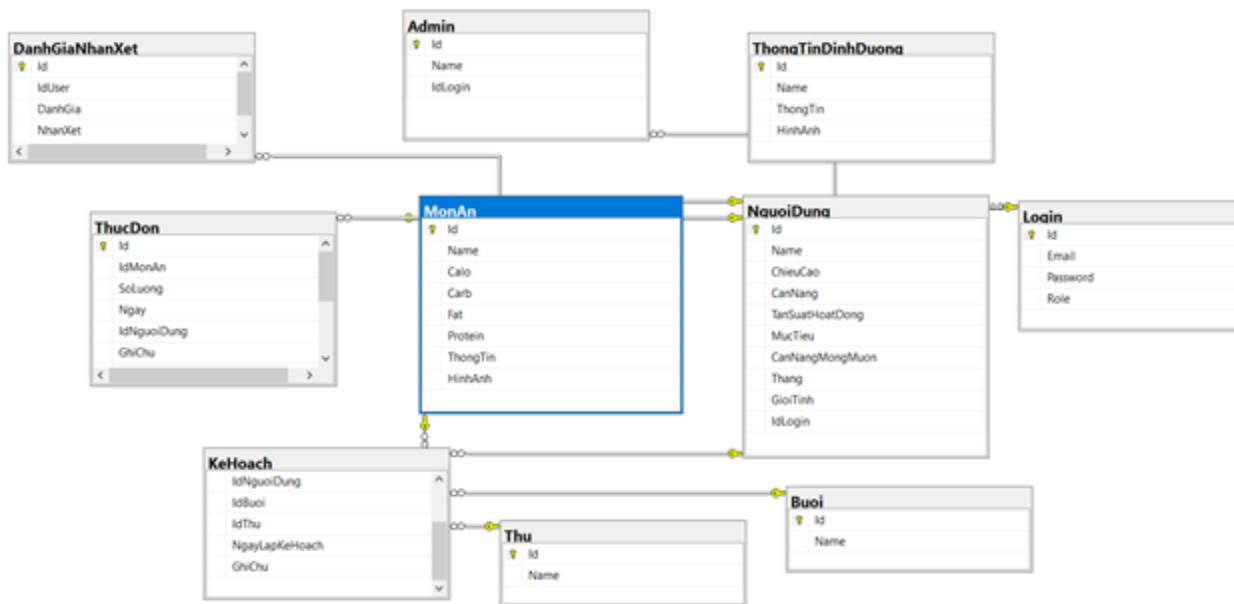 DanhGiaNhanXet
Id
IdUser
DanhGia
NhanXet
Admin
Id
Name
IdLogin
ThongTinDinhDuong
Id
Name
ThongTin
HinhAnh
ThucDon
Id
IdMonAn
SoLuong
Ngay
IdNguoiDung
GhiChu
MonAn
Id
Name
Calo
Carb
Fat
Protein
ThongTin
HinhAnh
NguoiDung
Id
Name
ChieuCao
CanNang
TanSuatHoatDong
MucTieu
CanNangMongMuon
Thang
GioiTinh
IdLogin
Login
Id
Email
Password
Role
KeHoach
IdNguoiDung
IdBuoi
IdThu
NgayLapKeHoach
GhiChu
Thu
Id
Name
Buoi
Id
Name